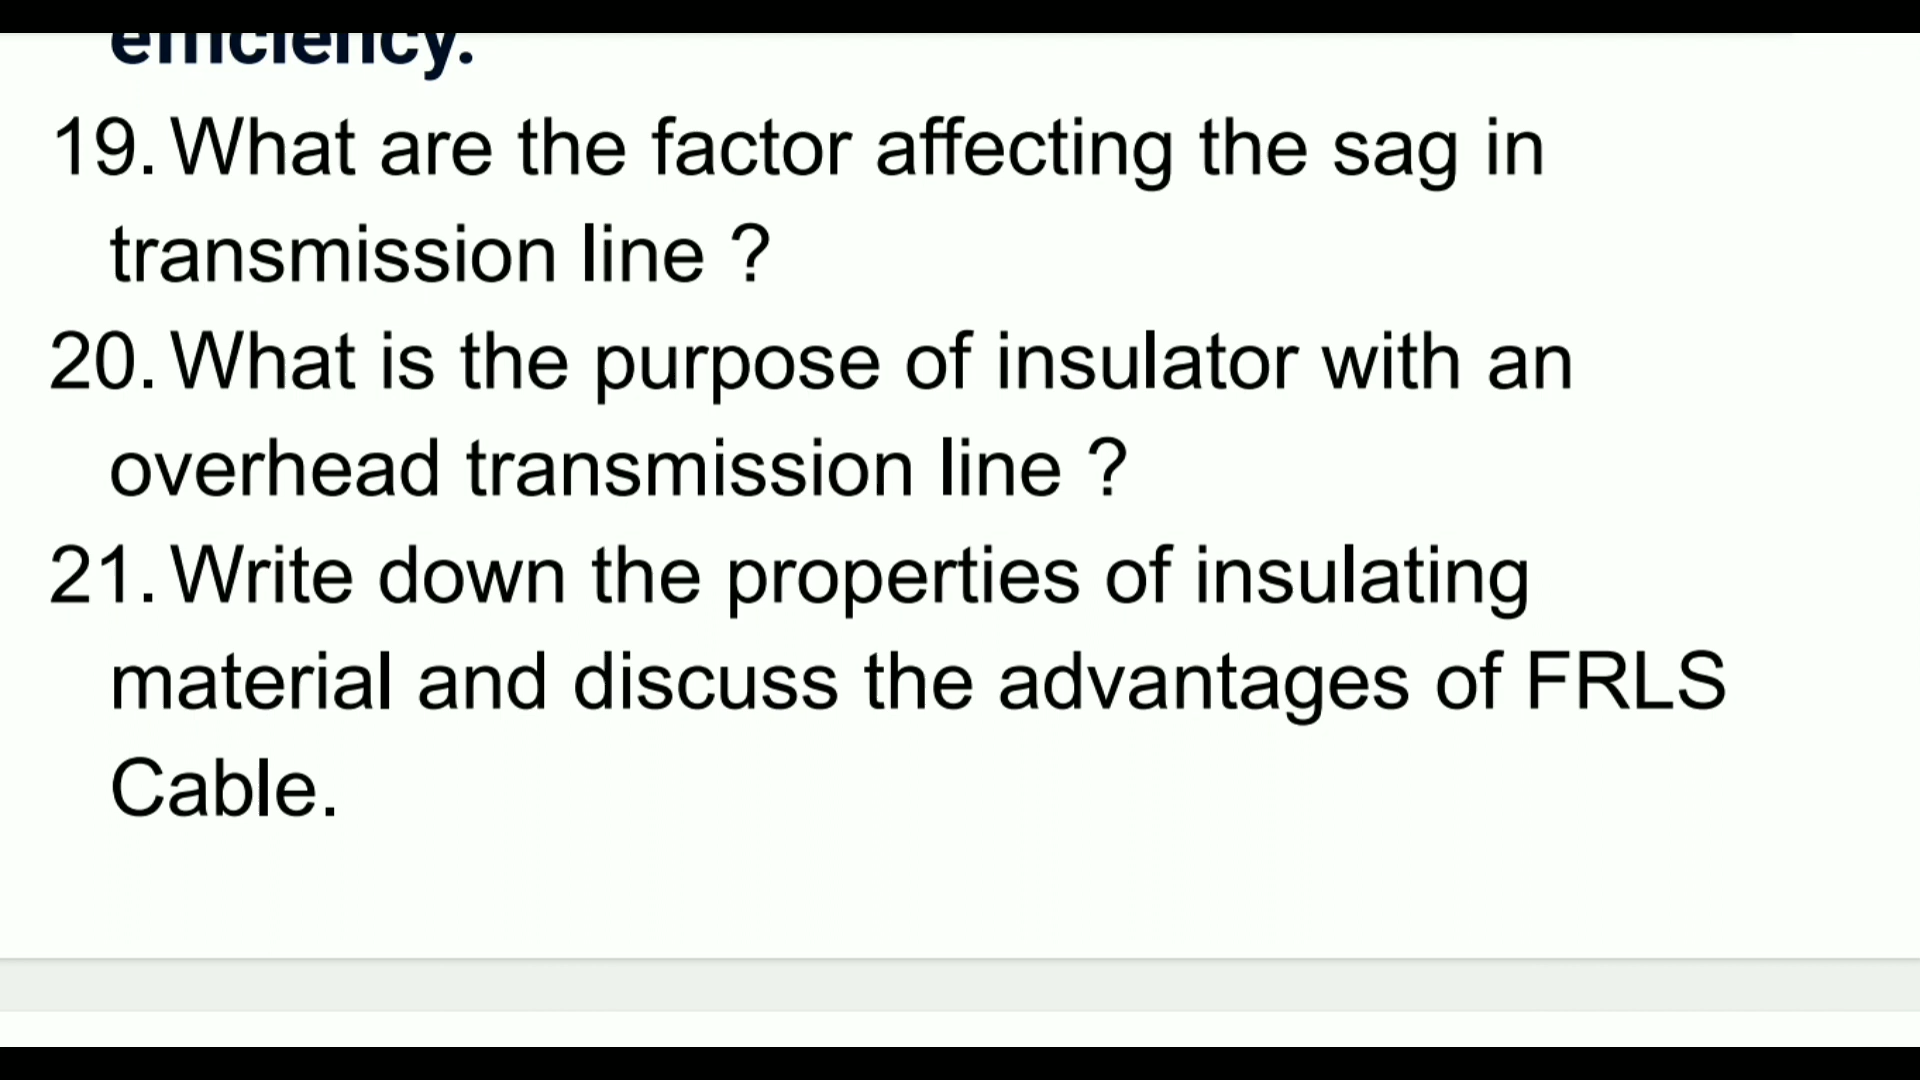 efficiency.
19. What are the factor affecting the sag in
transmission line ?
20. What is the purpose of insulator with an
overhead transmission line ?
21. Write down the properties of insulating
material and discuss the advantages of FRLS
Cable.